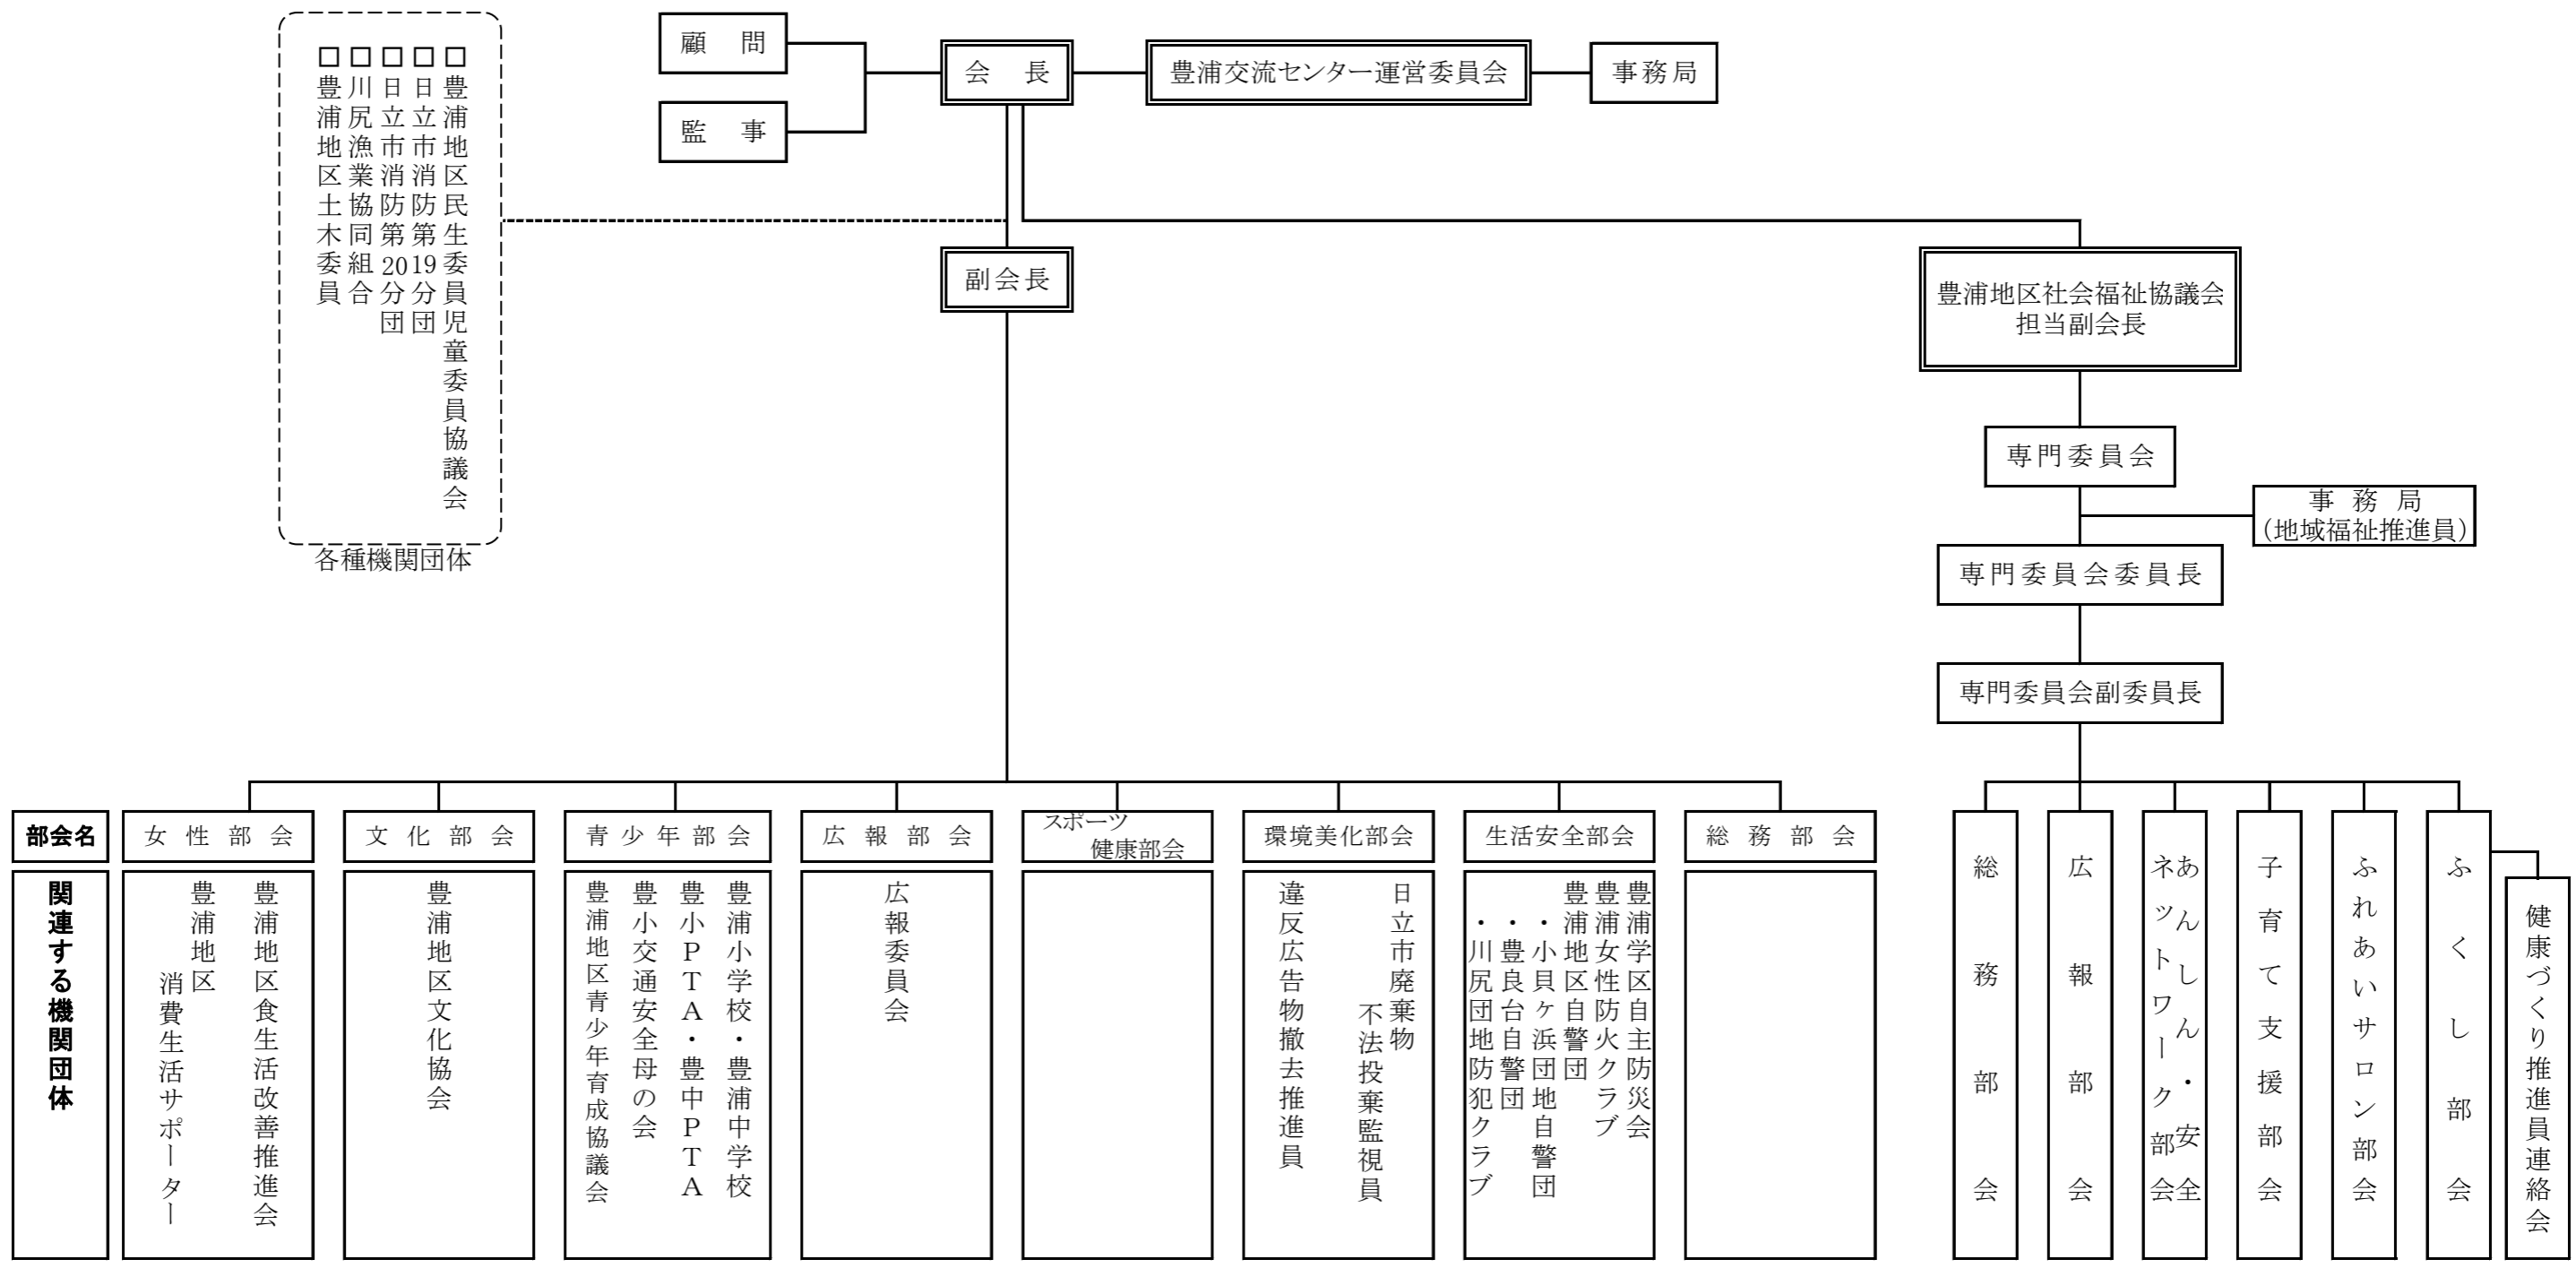 顧　問
監　事
会　長
豊浦交流センター運営委員会
事務局
□豊浦地区民生委員児童委員協議会
□日立市消防第19分団
□日立市消防第20分団
□川尻漁業協同組合
□豊浦地区土木委員
各種機関団体
副会長
豊浦地区社会福祉協議会
担当副会長
専門委員会
事　務　局
（地域福祉推進員）
専門委員会委員長
専門委員会副委員長
部会名
女　性　部　会
文　化　部　会
青　少　年　部　会
広　報　部　会
スポーツ
健康部会
環境美化部会
生活安全部会
総　務　部　会
関連する機関団体
豊浦地区食生活改善推進会
豊浦地区
消費生活サポーター
豊浦地区文化協会
豊浦小学校・豊浦中学校
豊小ＰＴＡ・豊中ＰＴＡ
豊小交通安全母の会
豊浦地区青少年育成協議会
広報委員会
日立市廃棄物
不法投棄監視員
違反広告物撤去推進員
豊浦学区自主防災会
豊浦女性防火クラブ
豊浦地区自警団
・小貝ヶ浜団地自警団
・豊良台自警団
・川尻団地防犯クラブ
総務部会
広報部会
あんしん・安全
ネットワーク部会
子育て支援部会
ふれあいサロン部会
ふくし部会
健康づくり推進員連絡会